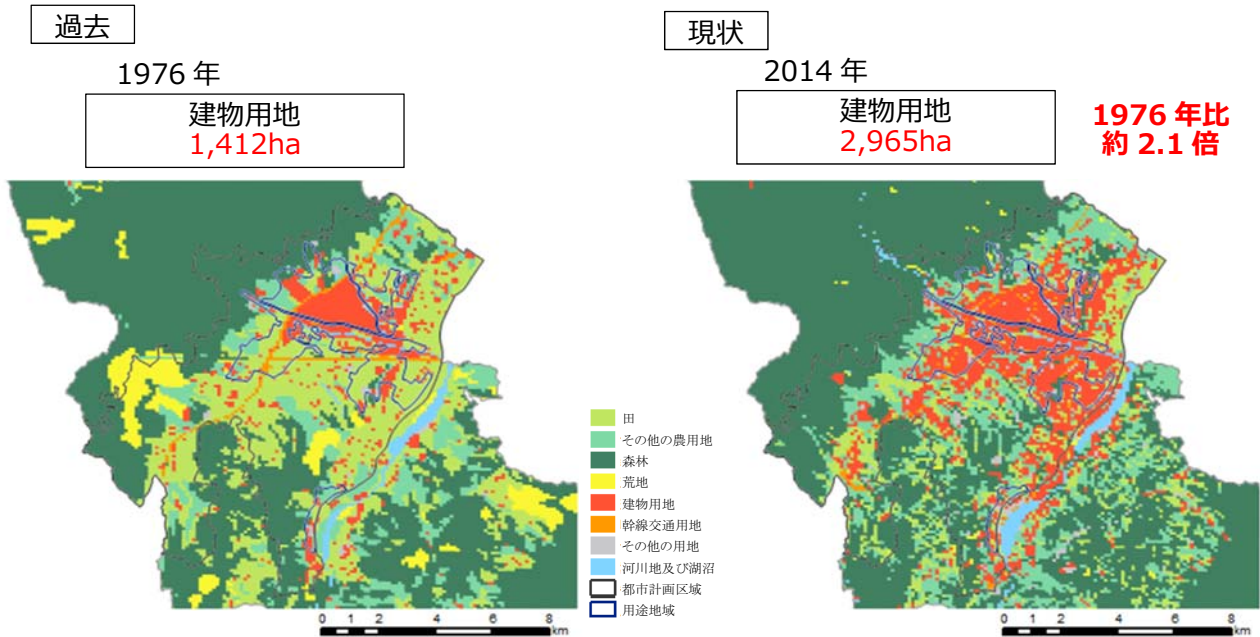 過去
1976 年
建物用地
1,412ha
現状
2014 年
建物用地
2,965ha
1976 年比
約 2.1 倍
田
その他の農用地
森林
荒地
建物用地
幹線交通用地
その他の用地
河川地及び湖沼
都市計画区域
用途地域
0 1 2 4 6 8
km
0 1 2 4 6 8
km